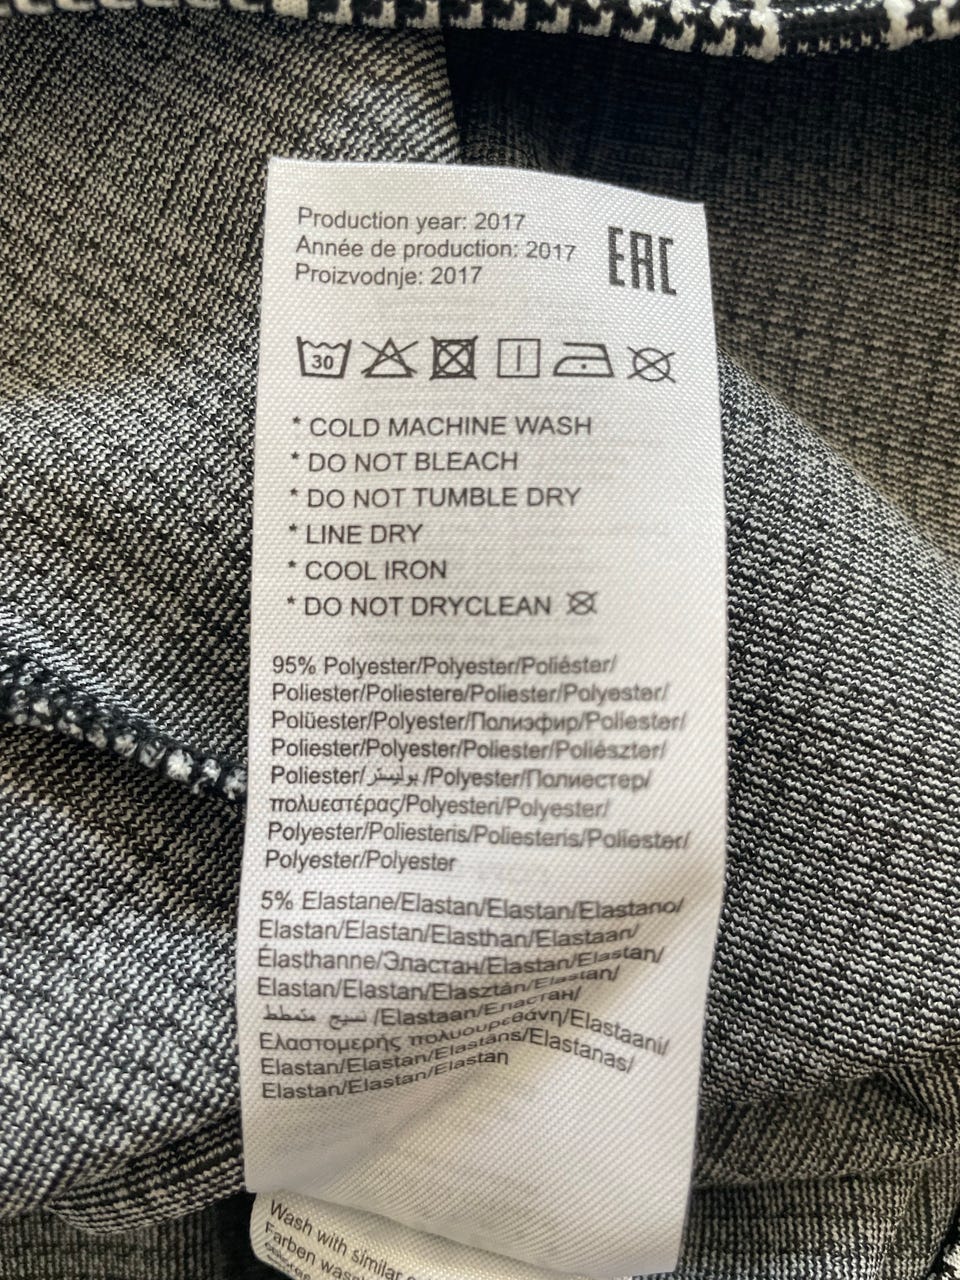 Production year: 2017
Année de production: 2017
Proizvodnje: 2017
EAC
30
* COLD MACHINE WASH
* DO NOT BLEACH
* DO NOT TUMBLE DRY
* LINE DRY
* COOL IRON
* DO NOT DRYCLEAN
95% Polyester/Polyester/Poliéster/
Poliester/Poliestere/Poliester/Polyester/
Polüester/Polyester/Полиэфир/Poliester/
Poliester/Polyester/Poliester/Poliészter/
Poliester/بوليستر/Polyester/Полиестер/
πολυεστέρας/Polyesteri/Polyester/
Polyester/Poliesteris/Poliesteris/Poliester/
Polyester/Polyester
5% Elastane/Elastan/Elastan/Elastano/
Elastan/Elastan/Elasthan/Elastaan/
Élasthanne/Эластан/Elastan/Elastan/
Elastan/Elastan/Elasztán/Elastan/
نسيج متمطط/Elastaan/Еластан/
Ελαστομερής πολυουρεθάνη/Elastaani/
Elastan/Elastan/Elastāns/Elastanas/
Elastan/Elastan/Elastan
Wash with similar
Farben